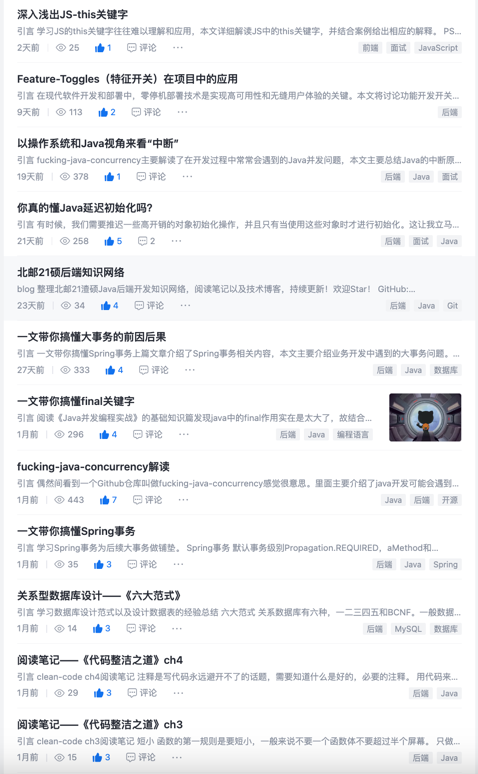 深入浅出JS-this关键字
引言 学习JS的this关键字往往难以理解和应用，本文详细解读JS中的this关键字，并结合案例给出相应的解释。 PS...
2天前 25 1 评论 ... 前端 面试 JavaScript
Feature-Toggles（特征开关）在项目中的应用
引言 在现代软件开发和部署中，零停机部署技术是实现高可用性和无缝用户体验的关键。本文将讨论功能开发开关...
9天前 113 2 评论 ... 后端
以操作系统和Java视角来看“中断”
引言 fucking-java-concurrency主要解读了在开发过程中常常会遇到的Java并发问题，本文主要总结Java的中断原...
19天前 378 1 评论 ... 后端 Java 面试
你真的懂Java延迟初始化吗?
引言 有时候，我们需要推迟一些高开销的对象初始化操作，并且只有当使用这些对象时才进行初始化。这让我立马...
21天前 258 5 2 ... 后端 面试 Java
北邮21硕后端知识网络
blog 整理北邮21渣硕Java后端开发知识网络，阅读笔记以及技术博客，持续更新！欢迎Star！ GitHub:...
23天前 34 4 评论 ... 后端 Java Git
一文带你搞懂大事务的前因后果
引言 一文带你搞懂Spring事务上篇文章介绍了Spring事务相关内容，本文主要介绍业务开发中遇到的大事务问题。...
27天前 333 4 评论 ... 后端 Java 数据库
一文带你搞懂final关键字
引言 阅读《Java并发编程实战》的基础知识篇发现java中的final作用实在是太大了，故结合...
1月前 296 4 评论 ... 后端 Java 编程语言
fucking-java-concurrency解读
引言 偶然间看到一个Github仓库叫做fucking-java-concurrency感觉很意思。里面主要介绍了java开发可能会遇到...
1月前 443 7 评论 ... Java 后端 开源
一文带你搞懂Spring事务
引言 学习Spring事务为后续大事务做铺垫。 Spring事务 默认事务级别Propagation.REQUIRED，aMethod和...
1月前 35 3 评论 ... 后端 Java Spring
关系型数据库设计——《六大范式》
引言 学习数据库设计范式以及设计数据表的经验总结 六大范式 关系数据库有六种，一二三四五和BCNF。一般数据...
1月前 14 3 评论 ... 后端 MySQL 数据库
阅读笔记——《代码整洁之道》ch4
引言 clean-code ch4阅读笔记 注释是写代码永远避开不了的话题，需要知道什么是好的，必要的注释。 用代码来...
1月前 29 3 评论 ... 后端 Java
阅读笔记——《代码整洁之道》ch3
引言 clean-code ch3阅读笔记 短小 函数的第一规则是要短小，一般来说不要一个函数体不要超过半个屏幕。 只做...
1月前 15 3 评论 ... 后端 Java